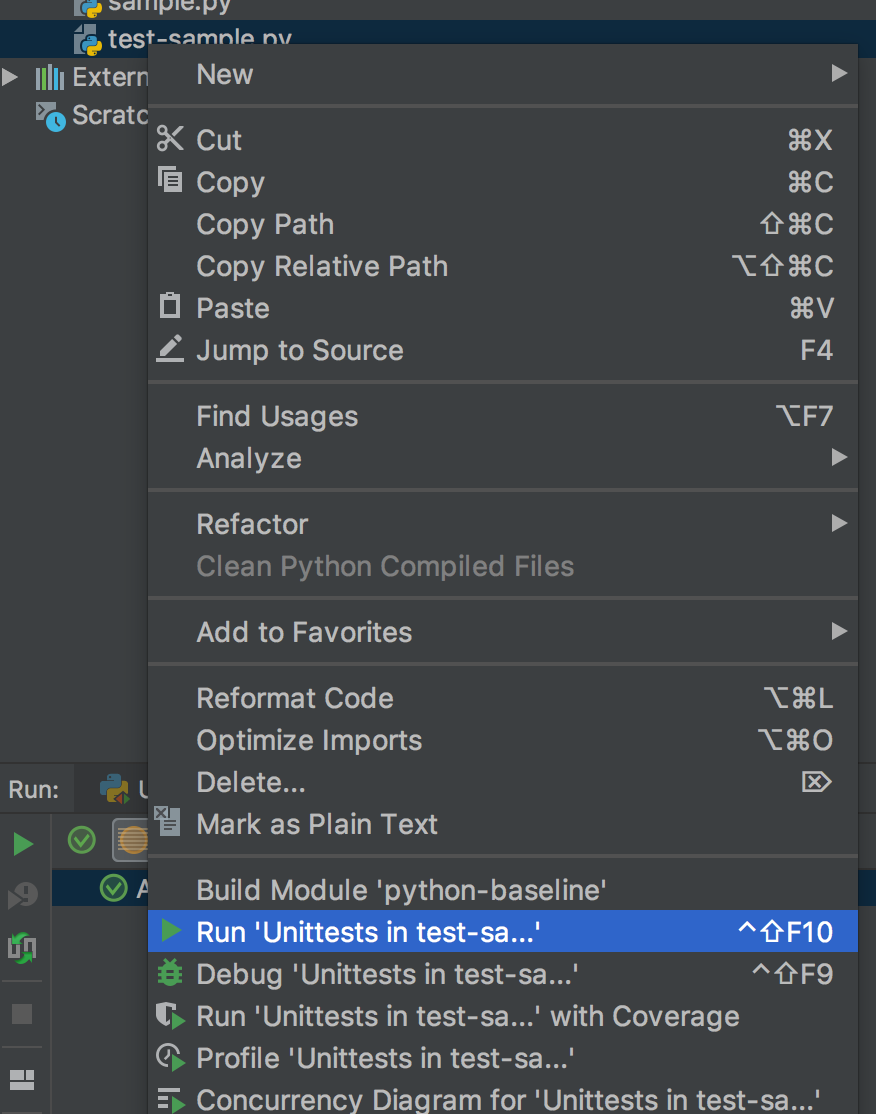 sample.py
test-sample.py
Extern
Scratc
New
Cut ⌘X
Copy ⌘C
Copy Path ⇧⌘C
Copy Relative Path ⌥⇧⌘C
Paste ⌘V
Jump to Source F4
Find Usages ⌥F7
Analyze
Refactor
Clean Python Compiled Files
Add to Favorites
Reformat Code ⌥⌘L
Optimize Imports ⌥⌘O
Delete... ⌦
Mark as Plain Text
Run: U
A
Build Module 'python-baseline'
Run 'Unittests in test-sa...' ^⇧F10
Debug 'Unittests in test-sa...' ^⇧F9
Run 'Unittests in test-sa...' with Coverage
Profile 'Unittests in test-sa...'
Concurrency Diagram for 'Unittests in test-sa...'